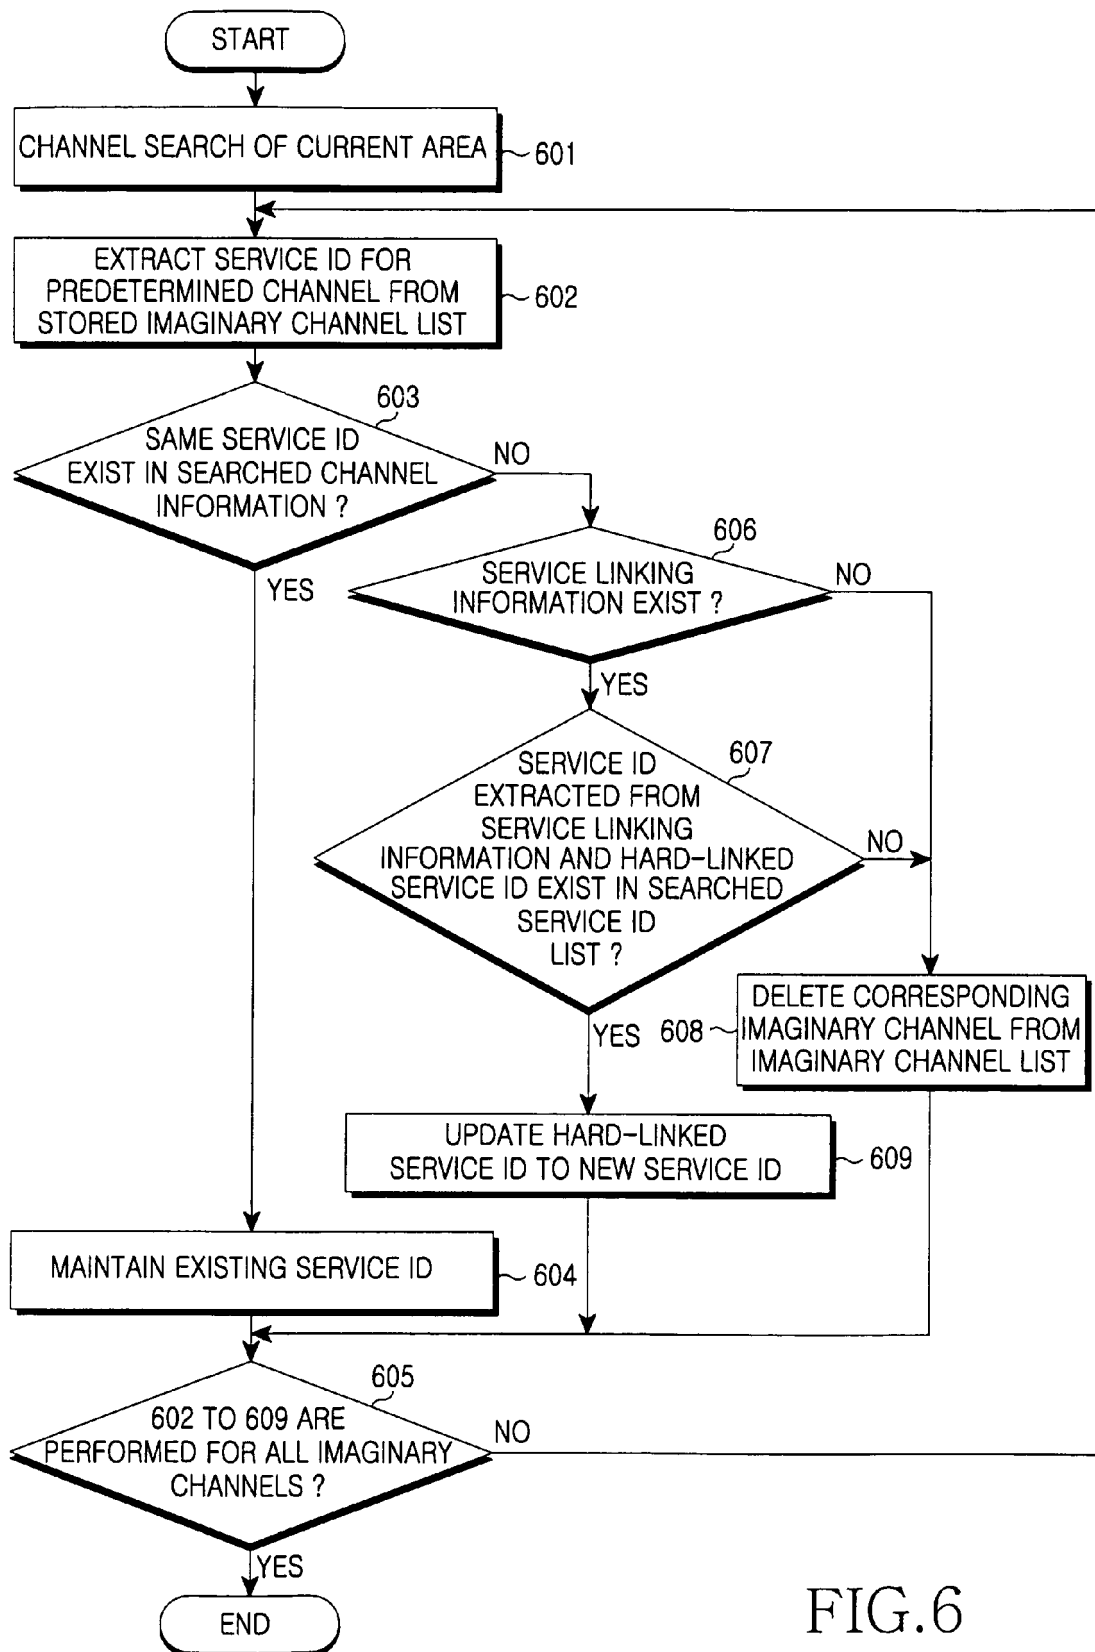 START
CHANNEL SEARCH OF CURRENT AREA
601
EXTRACT SERVICE ID FOR
PREDETERMINED CHANNEL FROM
STORED IMAGINARY CHANNEL LIST
602
603
SAME SERVICE ID
EXIST IN SEARCHED CHANNEL
INFORMATION ?
NO
YES
606
SERVICE LINKING
INFORMATION EXIST ?
NO
YES
607
SERVICE ID
EXTRACTED FROM
SERVICE LINKING
INFORMATION AND HARD-LINKED
SERVICE ID EXIST IN SEARCHED
SERVICE ID
LIST ?
NO
YES
608
DELETE CORRESPONDING
IMAGINARY CHANNEL FROM
IMAGINARY CHANNEL LIST
UPDATE HARD-LINKED
SERVICE ID TO NEW SERVICE ID
609
MAINTAIN EXISTING SERVICE ID
604
605
602 TO 609 ARE
PERFORMED FOR ALL IMAGINARY
CHANNELS ?
NO
YES
END
FIG.6